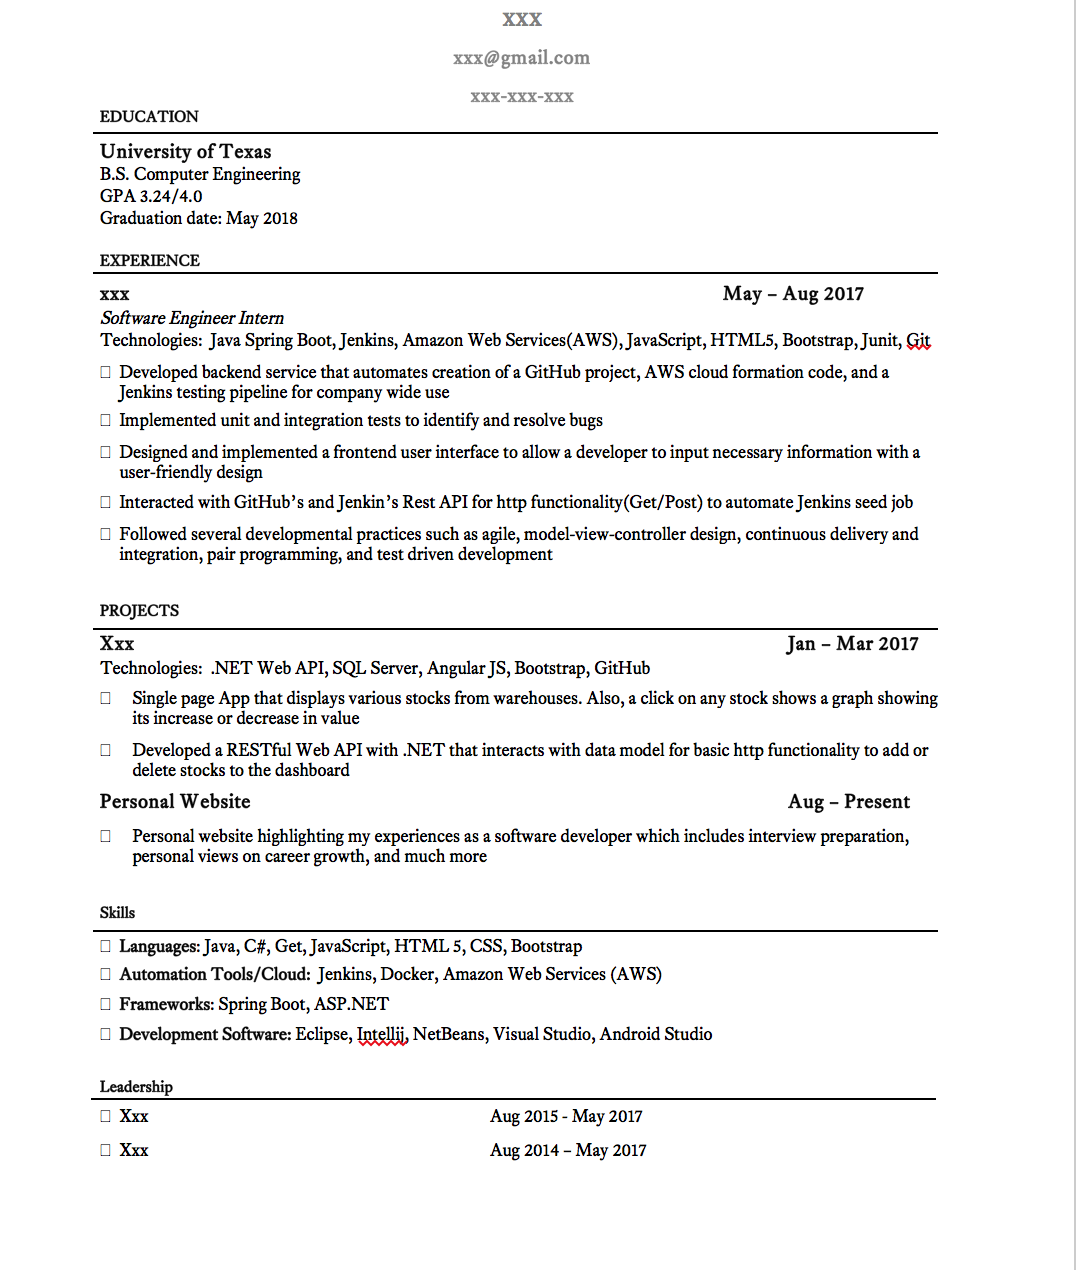 xxx
xxx@gmail.com
xxx-xxx-xxx
EDUCATION
University of Texas
B.S. Computer Engineering
GPA 3.24/4.0
Graduation date: May 2018
EXPERIENCE
xxx May – Aug 2017
Software Engineer Intern
Technologies: Java Spring Boot, Jenkins, Amazon Web Services(AWS), JavaScript, HTML5, Bootstrap, Junit, Git
Developed backend service that automates creation of a GitHub project, AWS cloud formation code, and a
Jenkins testing pipeline for company wide use
Implemented unit and integration tests to identify and resolve bugs
Designed and implemented a frontend user interface to allow a developer to input necessary information with a
user-friendly design
Interacted with GitHub's and Jenkin's Rest API for http functionality(Get/Post) to automate Jenkins seed job
Followed several developmental practices such as agile, model-view-controller design, continuous delivery and
integration, pair programming, and test driven development
PROJECTS
Xxx Jan – Mar 2017
Technologies: .NET Web API, SQL Server, Angular JS, Bootstrap, GitHub
Single page App that displays various stocks from warehouses. Also, a click on any stock shows a graph showing
its increase or decrease in value
Developed a RESTful Web API with .NET that interacts with data model for basic http functionality to add or
delete stocks to the dashboard
Personal Website Aug – Present
Personal website highlighting my experiences as a software developer which includes interview preparation,
personal views on career growth, and much more
Skills
Languages: Java, C#, Get, JavaScript, HTML 5, CSS, Bootstrap
Automation Tools/Cloud: Jenkins, Docker, Amazon Web Services (AWS)
Frameworks: Spring Boot, ASP.NET
Development Software: Eclipse, Intellij, NetBeans, Visual Studio, Android Studio
Leadership
Xxx Aug 2015 - May 2017
Xxx Aug 2014 – May 2017